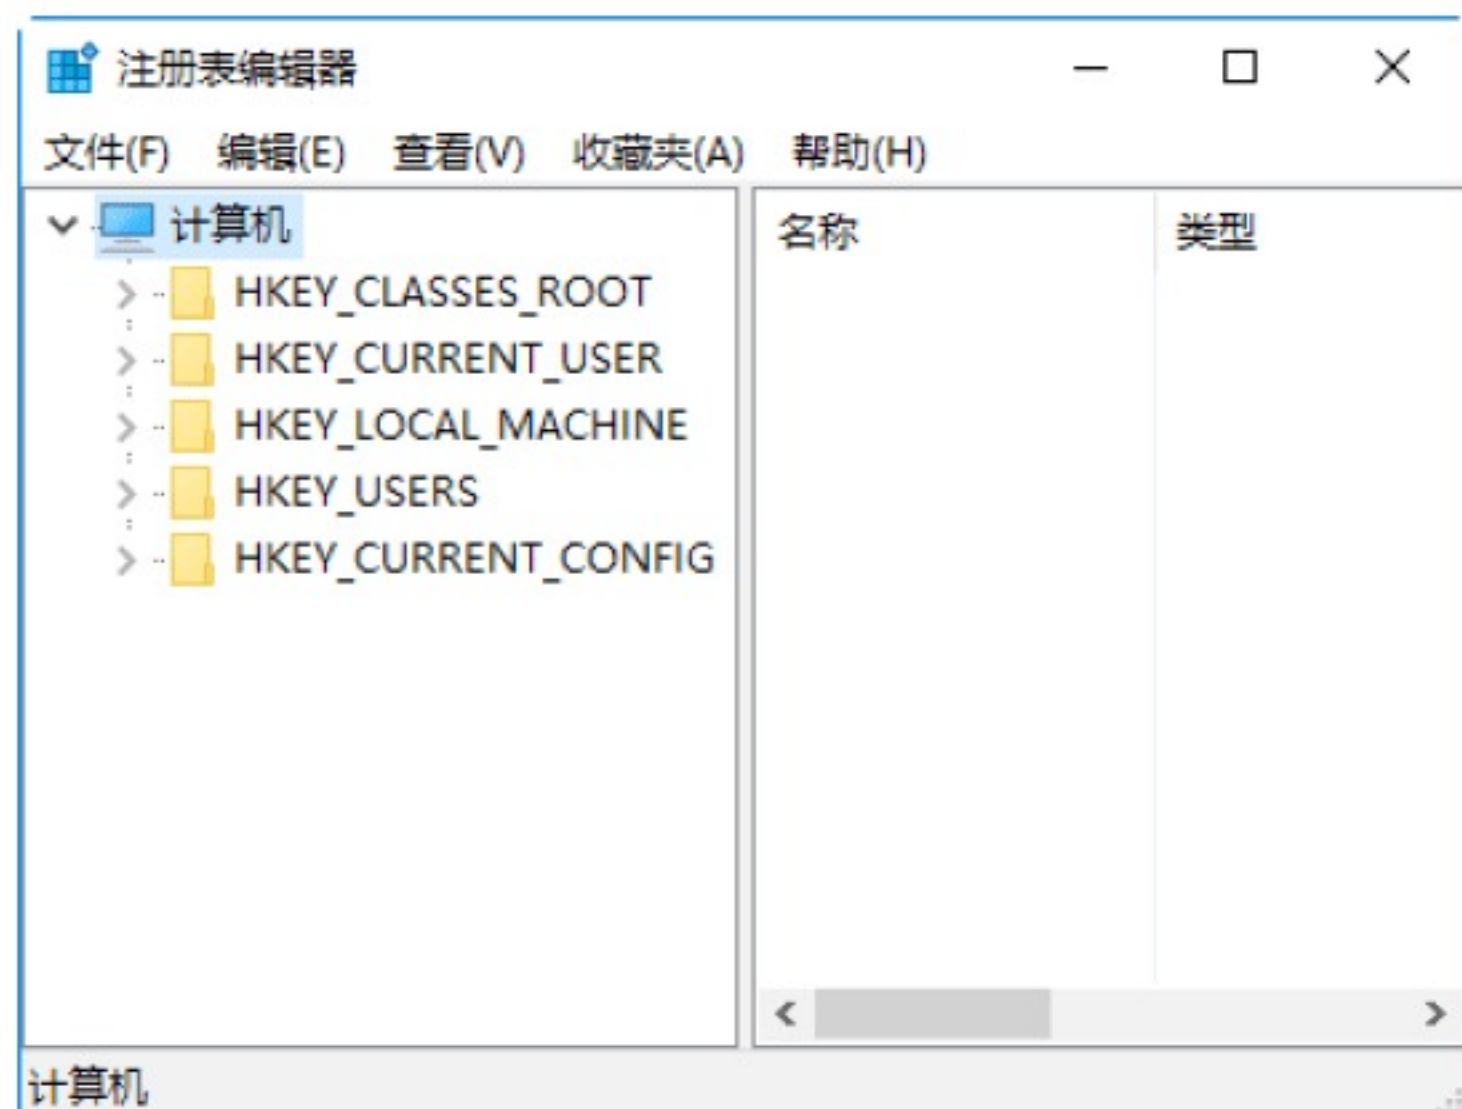 注册表编辑器
文件(F) 编辑(E) 查看(V) 收藏夹(A) 帮助(H)
计算机
HKEY_CLASSES_ROOT
HKEY_CURRENT_USER
HKEY_LOCAL_MACHINE
HKEY_USERS
HKEY_CURRENT_CONFIG
名称 类型
计算机